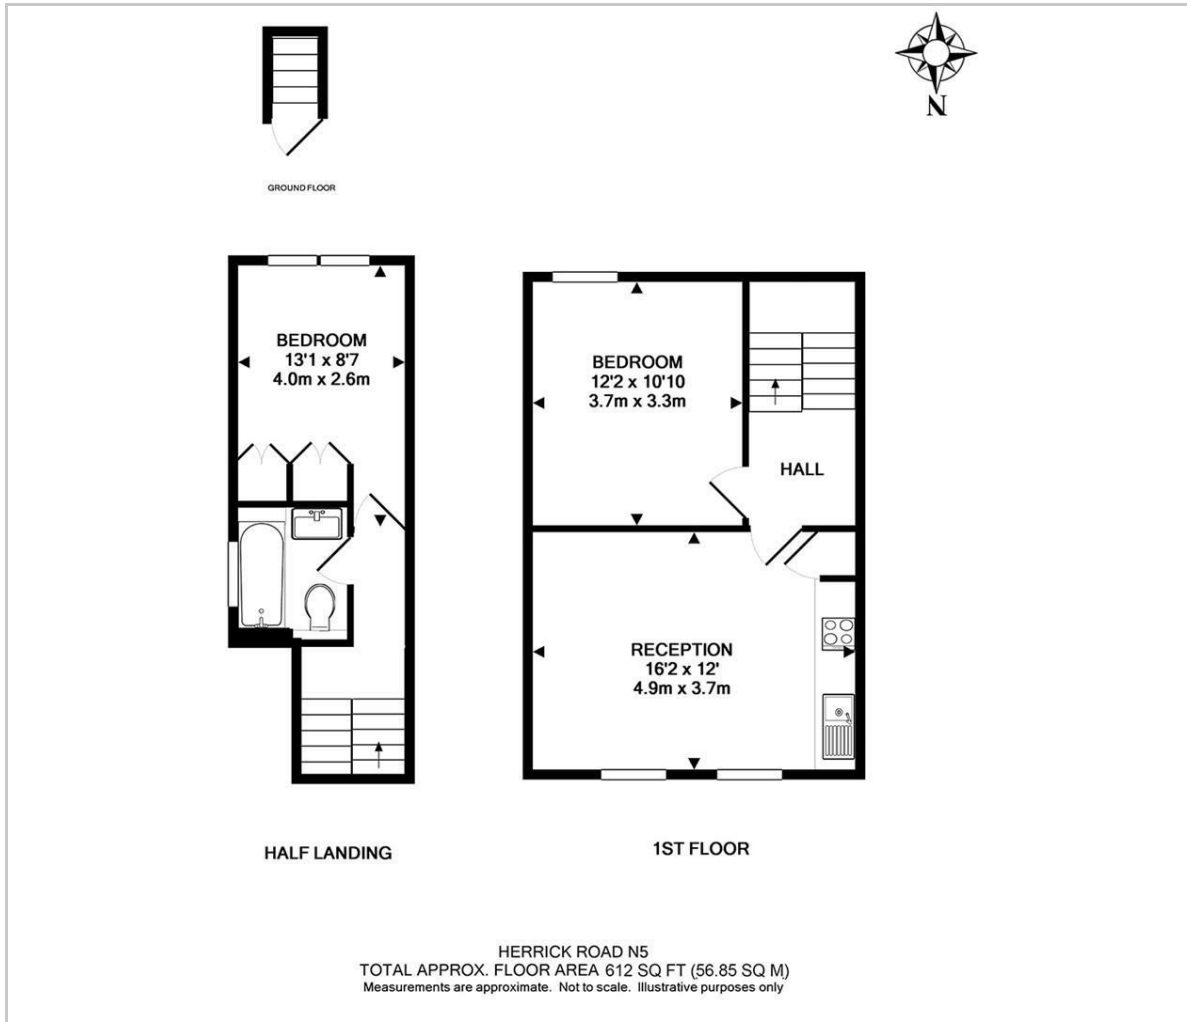 N
GROUND FLOOR
BEDROOM
13'1 x 8'7
4.0m x 2.6m
HALF LANDING
BEDROOM
12'2 x 10'10
3.7m x 3.3m
HALL
RECEPTION
16'2 x 12'
4.9m x 3.7m
1ST FLOOR
HERRICK ROAD N5
TOTAL APPROX. FLOOR AREA 612 SQ FT (56.85 SQ M)
Measurements are approximate. Not to scale. Illustrative purposes only